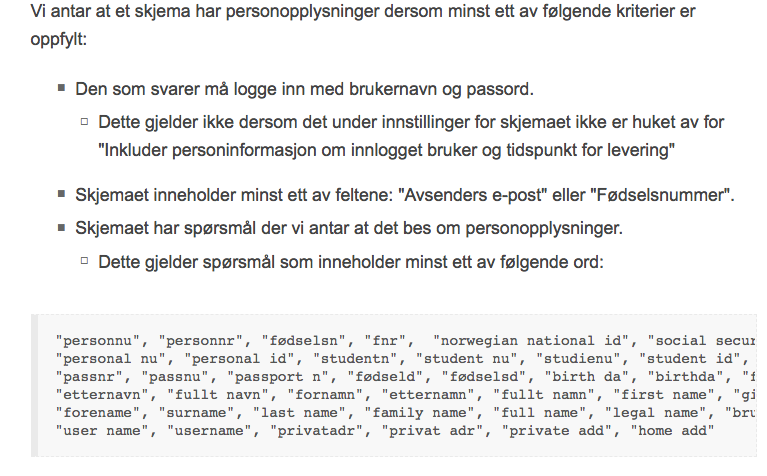 Vi antar at et skjema har personopplysninger dersom minst ett av følgende kriterier er
oppfylt:
Den som svarer må logge inn med brukernavn og passord.
Dette gjelder ikke dersom det under innstillinger for skjemaet ikke er huket av for
"Inkluder personinformasjon om innlogget bruker og tidspunkt for levering"
Skjemaet inneholder minst ett av feltene: "Avsenders e-post" eller "Fødselsnummer".
Skjemaet har spørsmål der vi antar at det bes om personopplysninger.
Dette gjelder spørsmål som inneholder minst ett av følgende ord:
"personnu", "personnr", "fødselsn", "fnr",  "norwegian national id", "social secur
"personal nu", "personal id", "studentn", "student nu", "studienu", "student id",
"passnr", "passnu", "passport n", "fødseld", "fødselsd", "birth da", "birthda", "f
"etternavn", "fullt navn", "fornamn", "etternamn", "fullt namn", "first name", "gi
"forename", "surname", "last name", "family name", "full name", "legal name", "bru
"user name", "username", "privatadr", "privat adr", "private add", "home add"